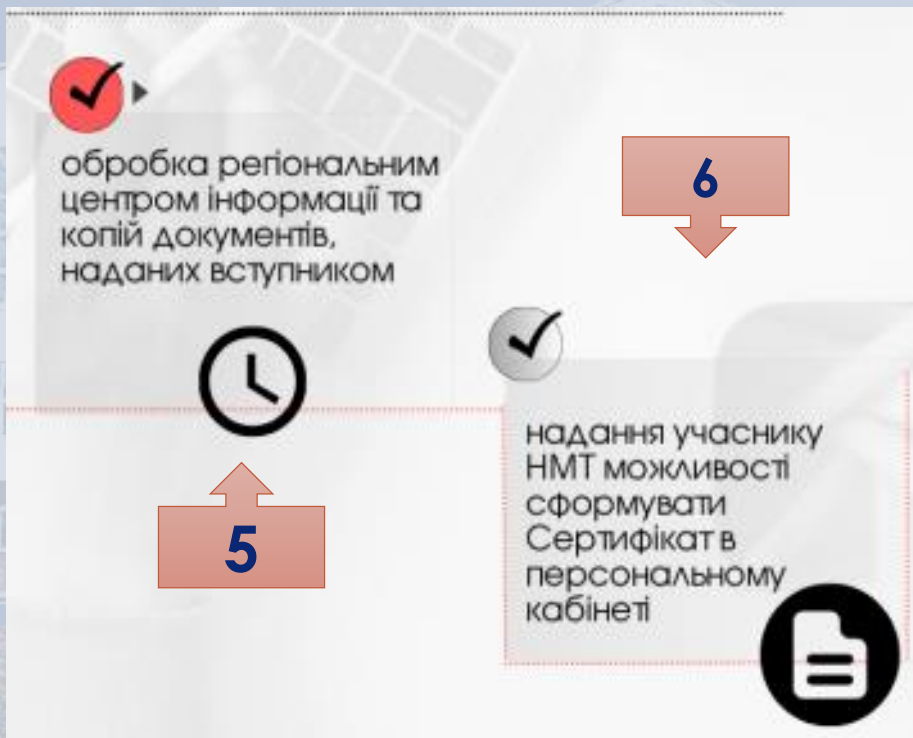 обробка регіональним
центром інформації та
копій документів,
наданих вступником
5
6
надання учаснику
НМТ можливості
сформувати
Сертифікат в
персональному
кабінеті